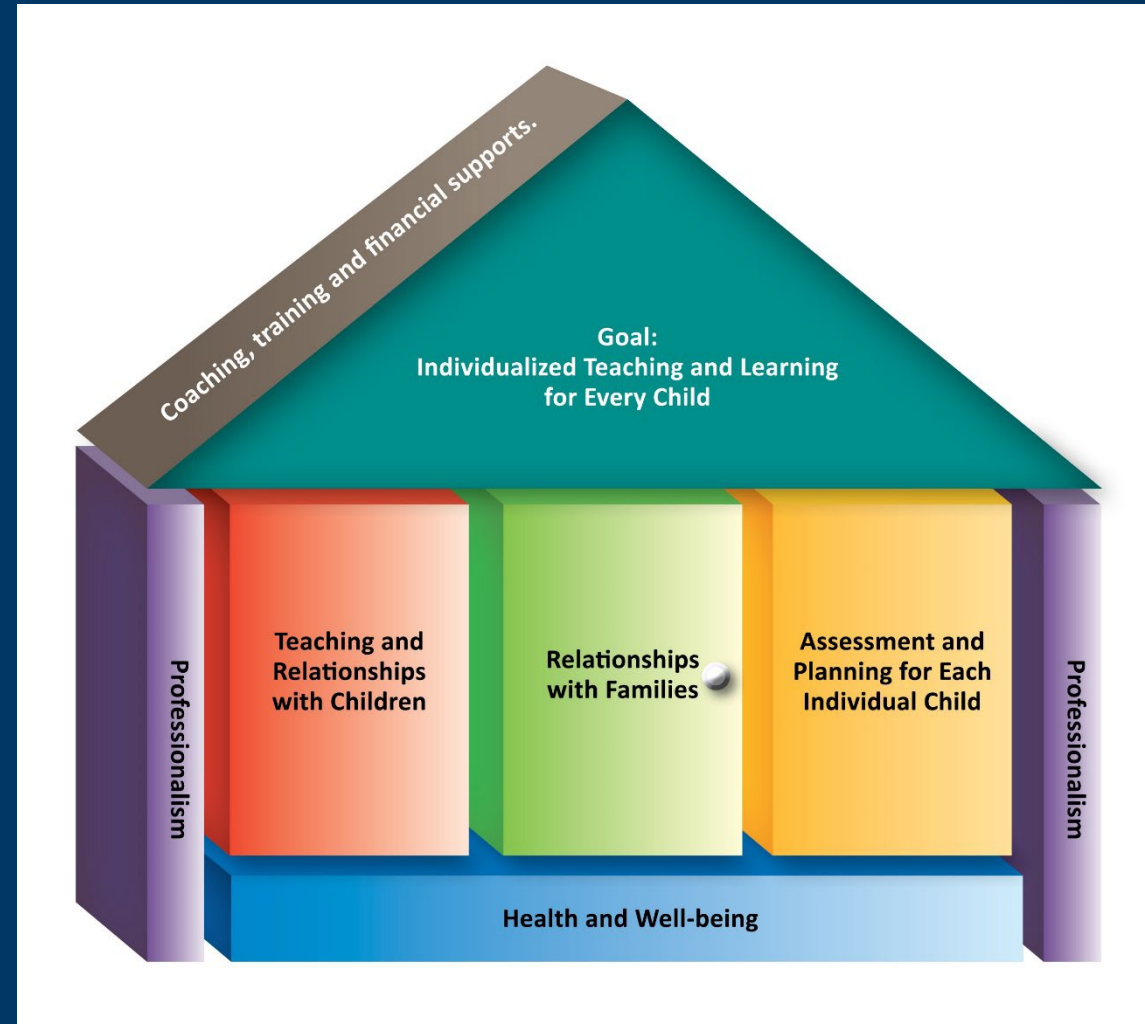 Coaching, training and financial supports.
Goal:
Individualized Teaching and Learning
for Every Child
Professionalism
Teaching and
Relationships
with Children
Relationships
with Families
Assessment and
Planning for Each
Individual Child
Professionalism
Health and Well-being